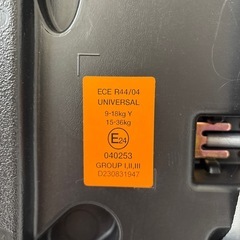 ECE R44/04
UNIVERSAL
9-18kg Y
15-36kg
E24
040253
GROUP I,II,III
D230831947